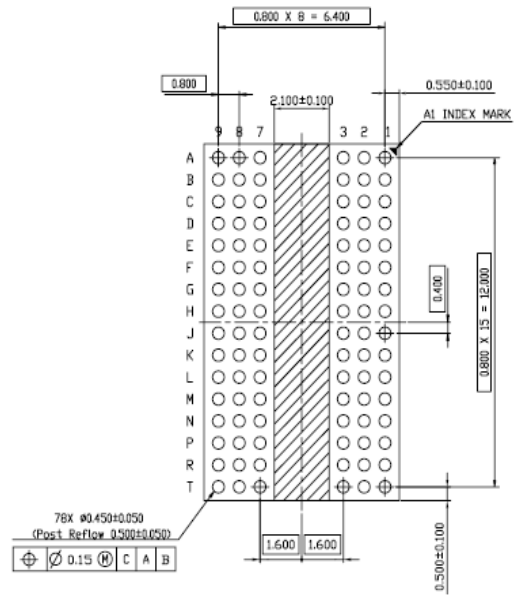 0.800 X 8 = 6.400
0.800
0.550±0.100
2.100±0.100
A1 INDEX MARK
9 8 7 3 2 1
A
B
C
D
E
F
G
H
J
K
L
M
N
P
R
T
0.400
0.800 X 15 = 12.000
78X Ø0.450±0.050
(Post Reflow 0.500±0.050)
⌖ Ø 0.15 Ⓜ C A B
1.600 1.600
0.500±0.100